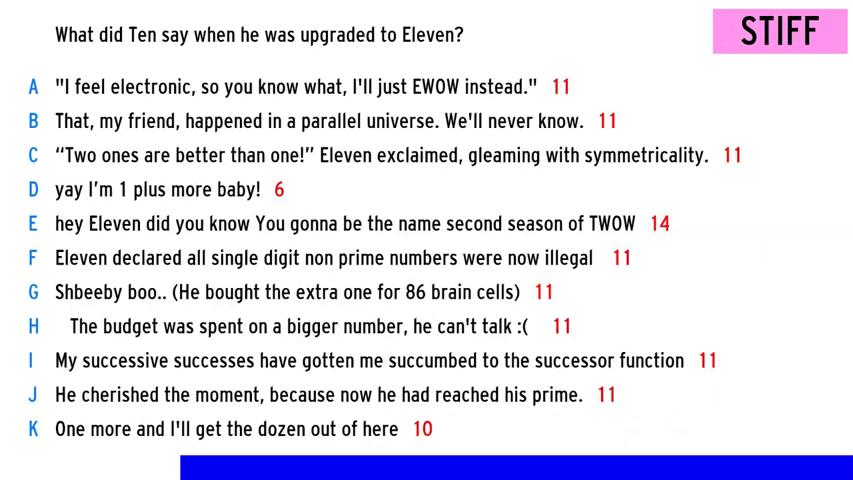 What did Ten say when he was upgraded to Eleven?
STIFF
A "I feel electronic, so you know what, I'll just EWOW instead." 11
B That, my friend, happened in a parallel universe. We'll never know. 11
C “Two ones are better than one!” Eleven exclaimed, gleaming with symmetricality. 11
D yay I’m 1 plus more baby! 6
E hey Eleven did you know You gonna be the name second season of TWOW 14
F Eleven declared all single digit non prime numbers were now illegal 11
G Shbeeby boo.. (He bought the extra one for 86 brain cells) 11
H The budget was spent on a bigger number, he can't talk :( 11
I My successive successes have gotten me succumbed to the successor function 11
J He cherished the moment, because now he had reached his prime. 11
K One more and I'll get the dozen out of here 10